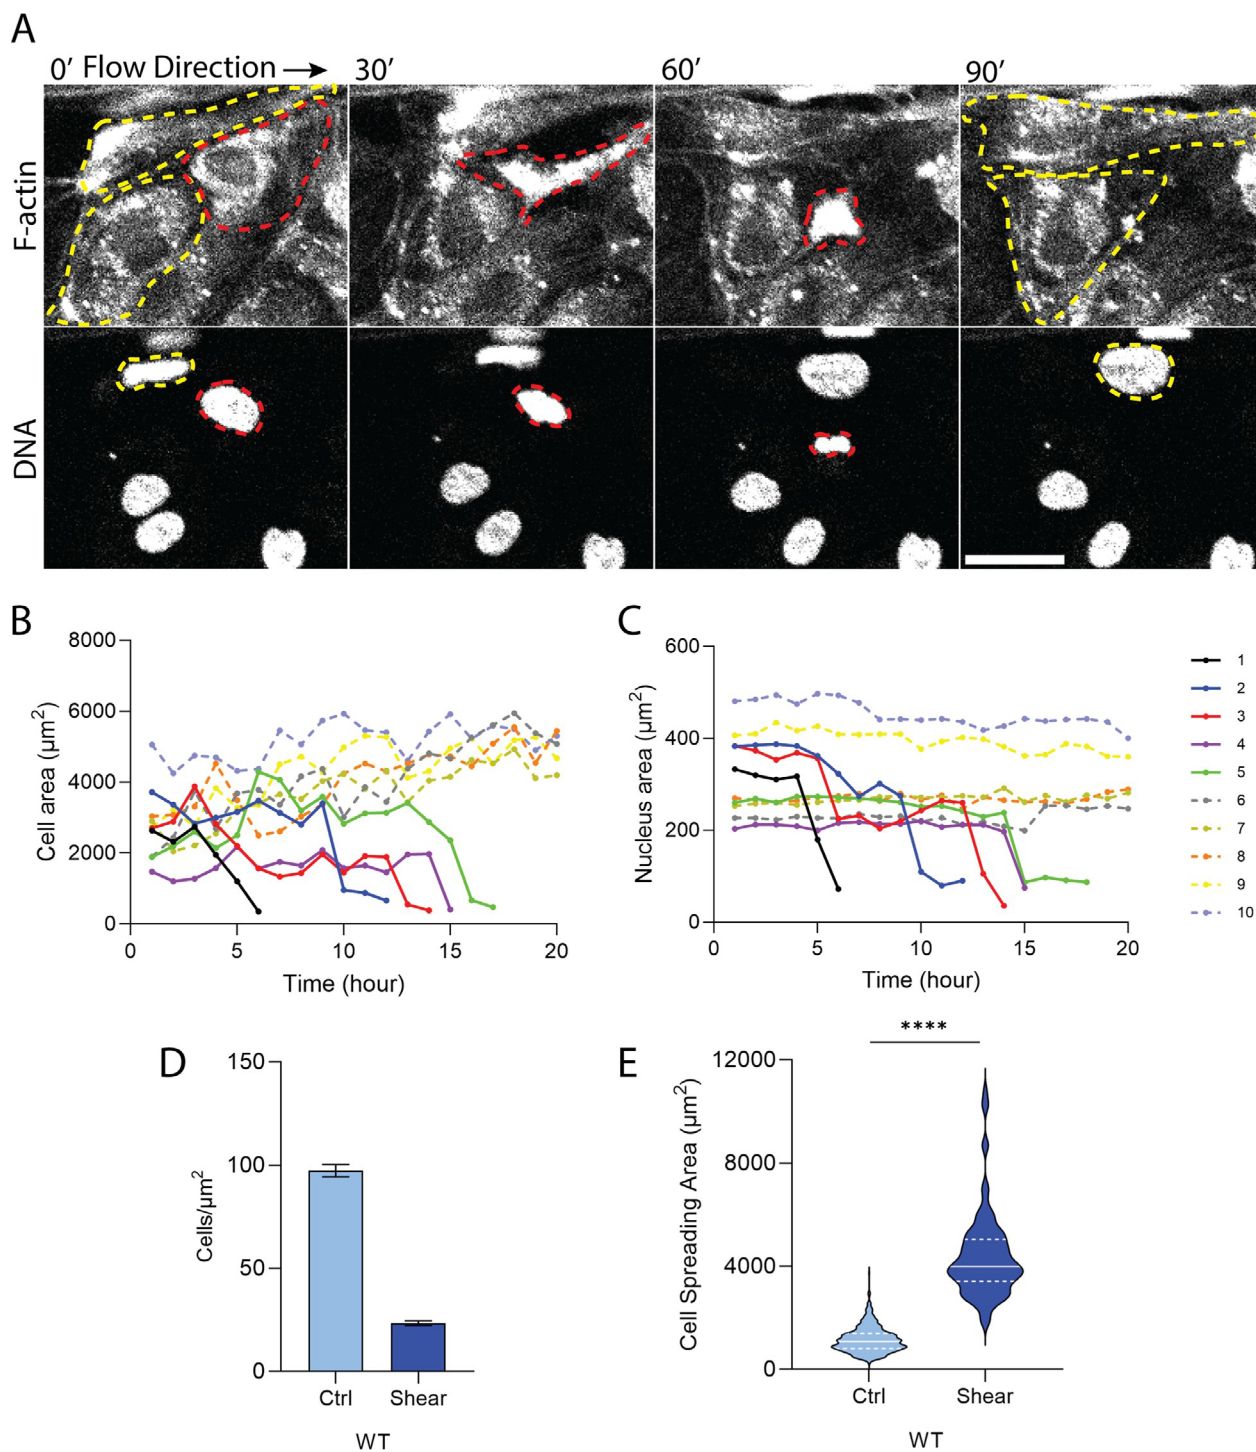 A
0′ Flow Direction → 30′ 60′ 90′
F-actin
DNA
B
8000
6000
4000
2000
0
Cell area (µm²)
0 5 10 15 20
Time (hour)
C
600
400
200
0
Nucleus area (µm²)
0 5 10 15 20
Time (hour)
1
2
3
4
5
6
7
8
9
10
D
150
100
50
0
Cells/µm²
Ctrl Shear
WT
E
****
12000
8000
4000
0
Cell Spreading Area (µm²)
Ctrl Shear
WT